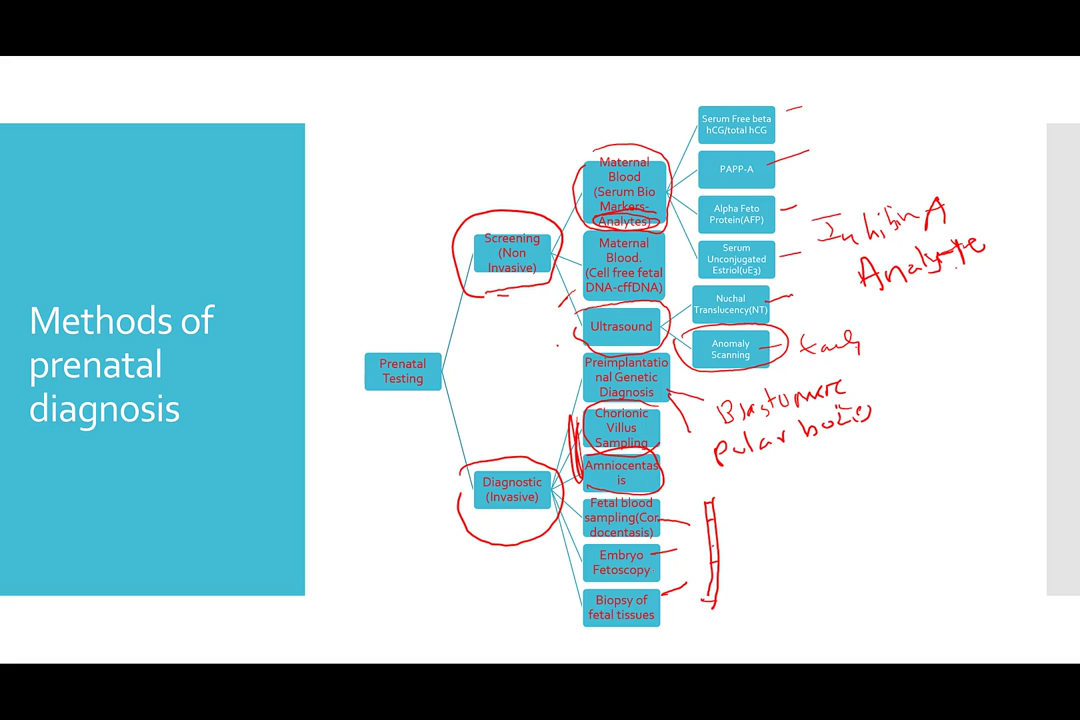 Methods of
prenatal
diagnosis
Prenatal
Testing
Screening
(Non
Invasive)
Maternal
Blood
(Serum Bio
Markers-
Analytes)
Serum Free beta
hCG/total hCG
PAPP-A
Alpha Feto
Protein(AFP)
Serum
Unconjugated
Estriol(uE3)
Inhibin A
Analyte
Maternal
Blood.
(Cell free fetal
DNA-cffDNA)
Ultrasound
Nuchal
Translucency(NT)
Anomaly
Scanning
Diagnostic
(Invasive)
Preimplantatio
nal Genetic
Diagnosis
Blastomere
polar bodies
Chorionic
Villus
Sampling
Amniocentas
is
Fetal blood
sampling(Cor
docentasis)
Embryo
Fetoscopy
Biopsy of
fetal tissues